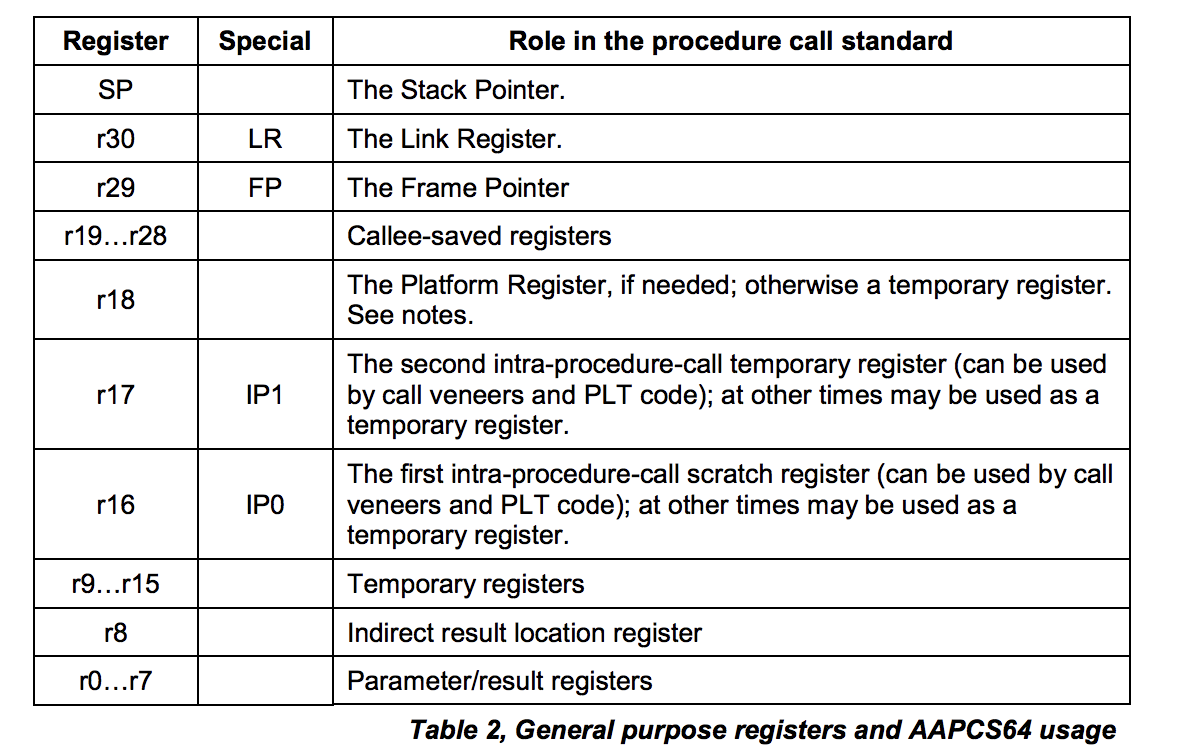 Register Special Role in the procedure call standard
SP The Stack Pointer.
r30 LR The Link Register.
r29 FP The Frame Pointer
r19…r28 Callee-saved registers
r18 The Platform Register, if needed; otherwise a temporary register.
See notes.
r17 IP1 The second intra-procedure-call temporary register (can be used
by call veneers and PLT code); at other times may be used as a
temporary register.
r16 IP0 The first intra-procedure-call scratch register (can be used by call
veneers and PLT code); at other times may be used as a
temporary register.
r9…r15 Temporary registers
r8 Indirect result location register
r0…r7 Parameter/result registers
Table 2, General purpose registers and AAPCS64 usage